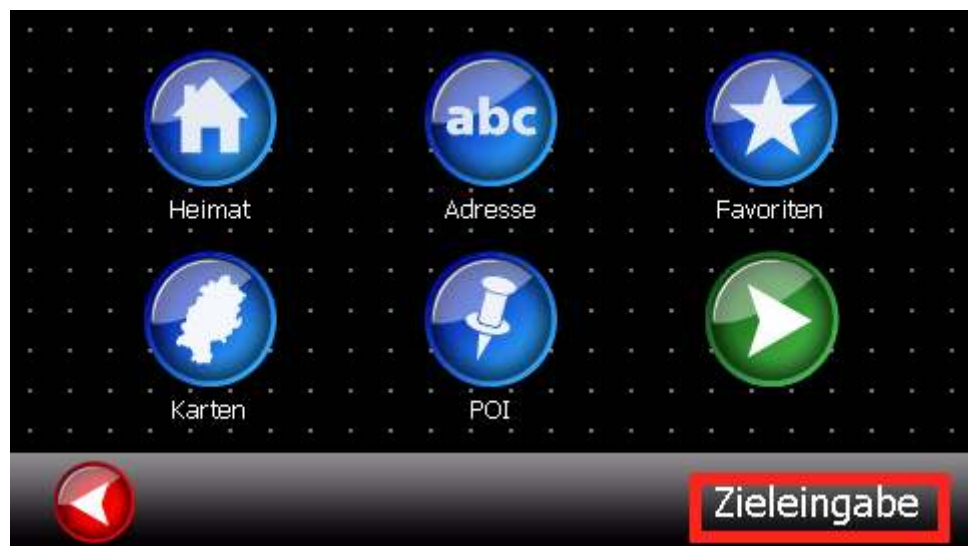 abc
Heimat
Adresse
Favoriten
Karten
POI
Zieleingabe